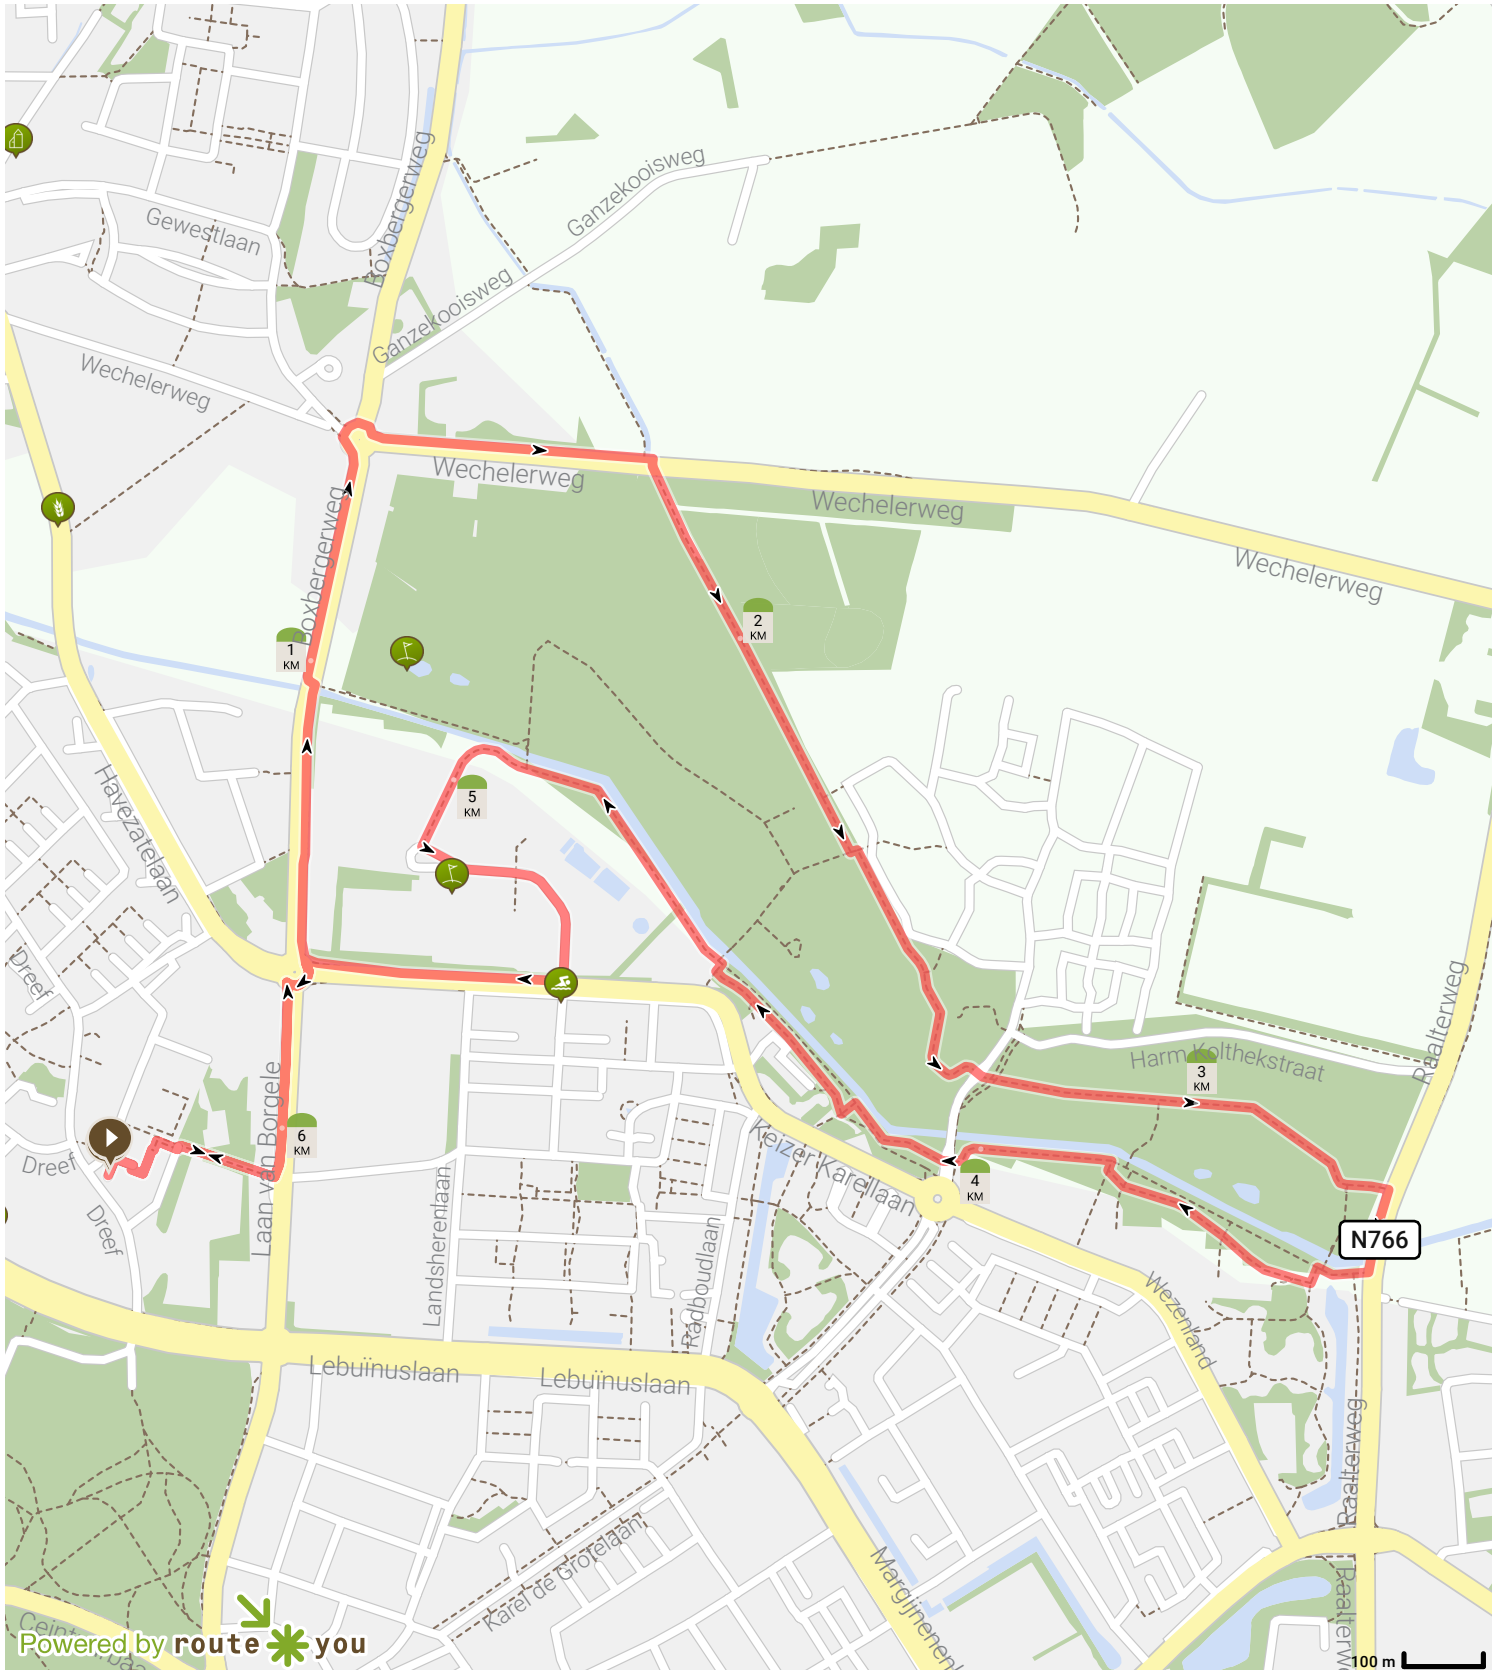 Boxbergerweg
Ganzekooisweg
Gewestlaan
Ganzekooisweg
Wechelerweg
Wechelerweg
Wechelerweg
Wechelerweg
Boxbergerweg
2
KM
1
KM
Havezatelaan
5
KM
Dreef
Raalterweg
Harm Kolthekstraat
3
KM
Laan van Borgele
6
KM
Dreef
Keizer Karellaan
4
KM
Dreef
Landsherenlaan
Radboudlaan
N766
Wezenland
Lebuïnuslaan
Lebuïnuslaan
Raalterweg
Karel de Grotelaan
Powered by route you
100 m